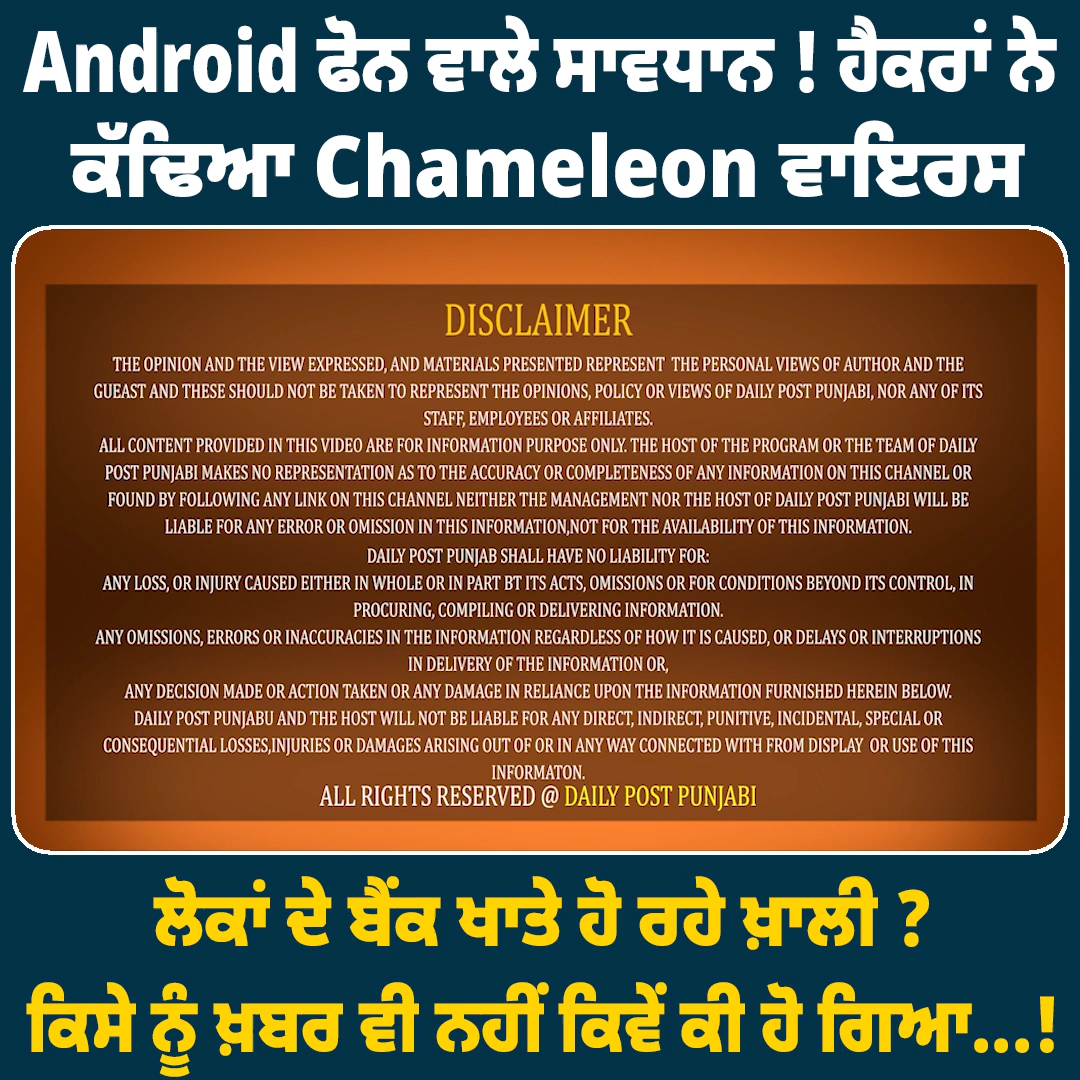 Android ਫੋਨ ਵਾਲੇ ਸਾਵਧਾਨ ! ਹੈਕਰਾਂ ਨੇ
ਕੱਢਿਆ Chameleon ਵਾਇਰਸ
DISCLAIMER
THE OPINION AND THE VIEW EXPRESSED, AND MATERIALS PRESENTED REPRESENT THE PERSONAL VIEWS OF AUTHOR AND THE
GUEAST AND THESE SHOULD NOT BE TAKEN TO REPRESENT THE OPINIONS, POLICY OR VIEWS OF DAILY POST PUNJABI, NOR ANY OF ITS
STAFF, EMPLOYEES OR AFFILIATES.
ALL CONTENT PROVIDED IN THIS VIDEO ARE FOR INFORMATION PURPOSE ONLY. THE HOST OF THE PROGRAM OR THE TEAM OF DAILY
POST PUNJABI MAKES NO REPRESENTATION AS TO THE ACCURACY OR COMPLETENESS OF ANY INFORMATION ON THIS CHANNEL OR
FOUND BY FOLLOWING ANY LINK ON THIS CHANNEL NEITHER THE MANAGEMENT NOR THE HOST OF DAILY POST PUNJABI WILL BE
LIABLE FOR ANY ERROR OR OMISSION IN THIS INFORMATION,NOT FOR THE AVAILABILITY OF THIS INFORMATION.
DAILY POST PUNJAB SHALL HAVE NO LIABILITY FOR:
ANY LOSS, OR INJURY CAUSED EITHER IN WHOLE OR IN PART BT ITS ACTS, OMISSIONS OR FOR CONDITIONS BEYOND ITS CONTROL, IN
PROCURING, COMPILING OR DELIVERING INFORMATION.
ANY OMISSIONS, ERRORS OR INACCURACIES IN THE INFORMATION REGARDLESS OF HOW IT IS CAUSED, OR DELAYS OR INTERRUPTIONS
IN DELIVERY OF THE INFORMATION OR,
ANY DECISION MADE OR ACTION TAKEN OR ANY DAMAGE IN RELIANCE UPON THE INFORMATION FURNISHED HEREIN BELOW.
DAILY POST PUNJABU AND THE HOST WILL NOT BE LIABLE FOR ANY DIRECT, INDIRECT, PUNITIVE, INCIDENTAL, SPECIAL OR
CONSEQUENTIAL LOSSES,INJURIES OR DAMAGES ARISING OUT OF OR IN ANY WAY CONNECTED WITH FROM DISPLAY OR USE OF THIS
INFORMATON.
ALL RIGHTS RESERVED @ DAILY POST PUNJABI
ਲੋਕਾਂ ਦੇ ਬੈਂਕ ਖਾਤੇ ਹੋ ਰਹੇ ਖ਼ਾਲੀ ?
ਕਿਸੇ ਨੂੰ ਖ਼ਬਰ ਵੀ ਨਹੀਂ ਕਿਵੇਂ ਕੀ ਹੋ ਗਿਆ...!